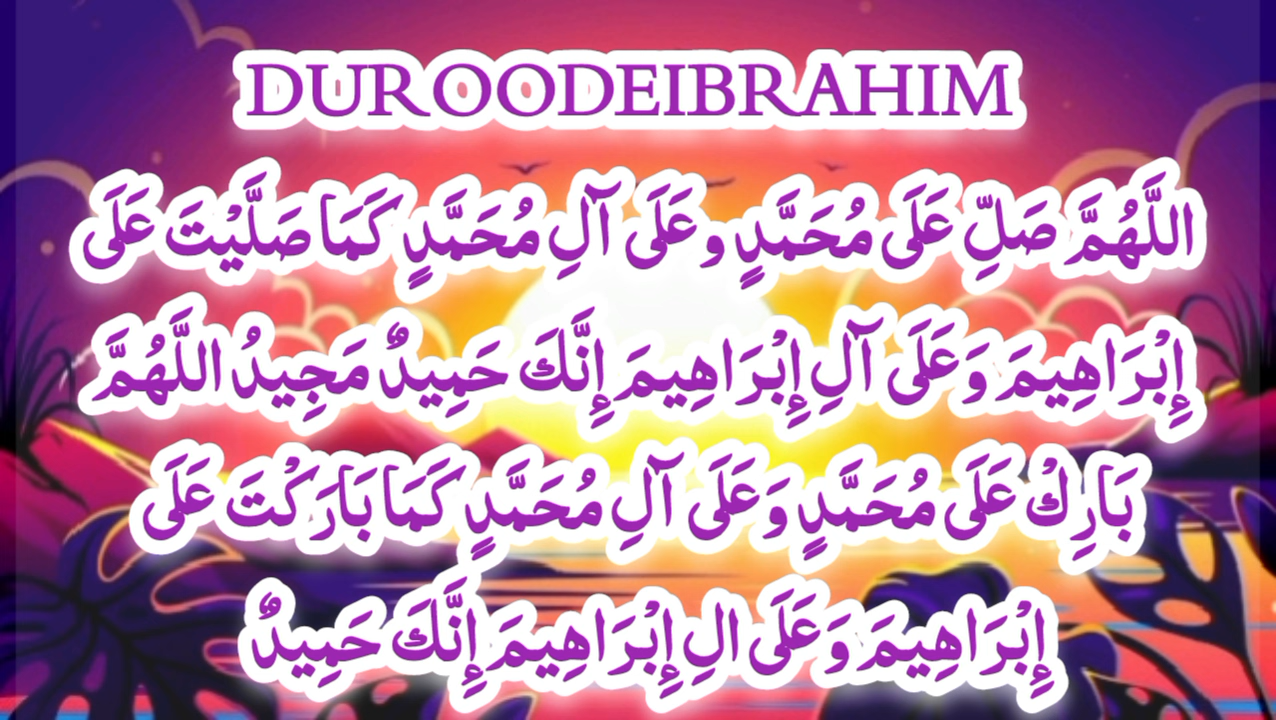 DUROODEIBRAHIM
اللَّهُمَّ صَلِّ عَلَى مُحَمَّدٍ وعَلَى آلِ مُحَمَّدٍ كَمَا صَلَّيْتَ عَلَى
إِبْرَاهِيمَ وَعَلَى آلِ إِبْرَاهِيمَ إِنَّكَ حَمِيدٌ مَجِيدُ اللَّهُمَّ
بَارِكْ عَلَى مُحَمَّدٍ وَعَلَى آلِ مُحَمَّدٍ كَمَا بَارَكْتَ عَلَى
إِبْرَاهِيمَ وَعَلَى الِ إِبْرَاهِيمَ إِنَّكَ حَمِيدٌ